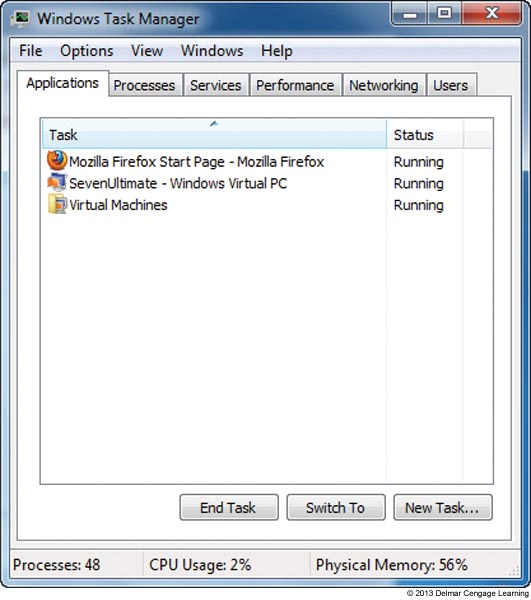 Windows Task Manager
File Options View Windows Help
Applications Processes Services Performance Networking Users
Task Status
Mozilla Firefox Start Page - Mozilla Firefox Running
SevenUltimate - Windows Virtual PC Running
Virtual Machines Running
End Task Switch To New Task...
Processes: 48 CPU Usage: 2% Physical Memory: 56%
© 2013 Delmar Cengage Learning